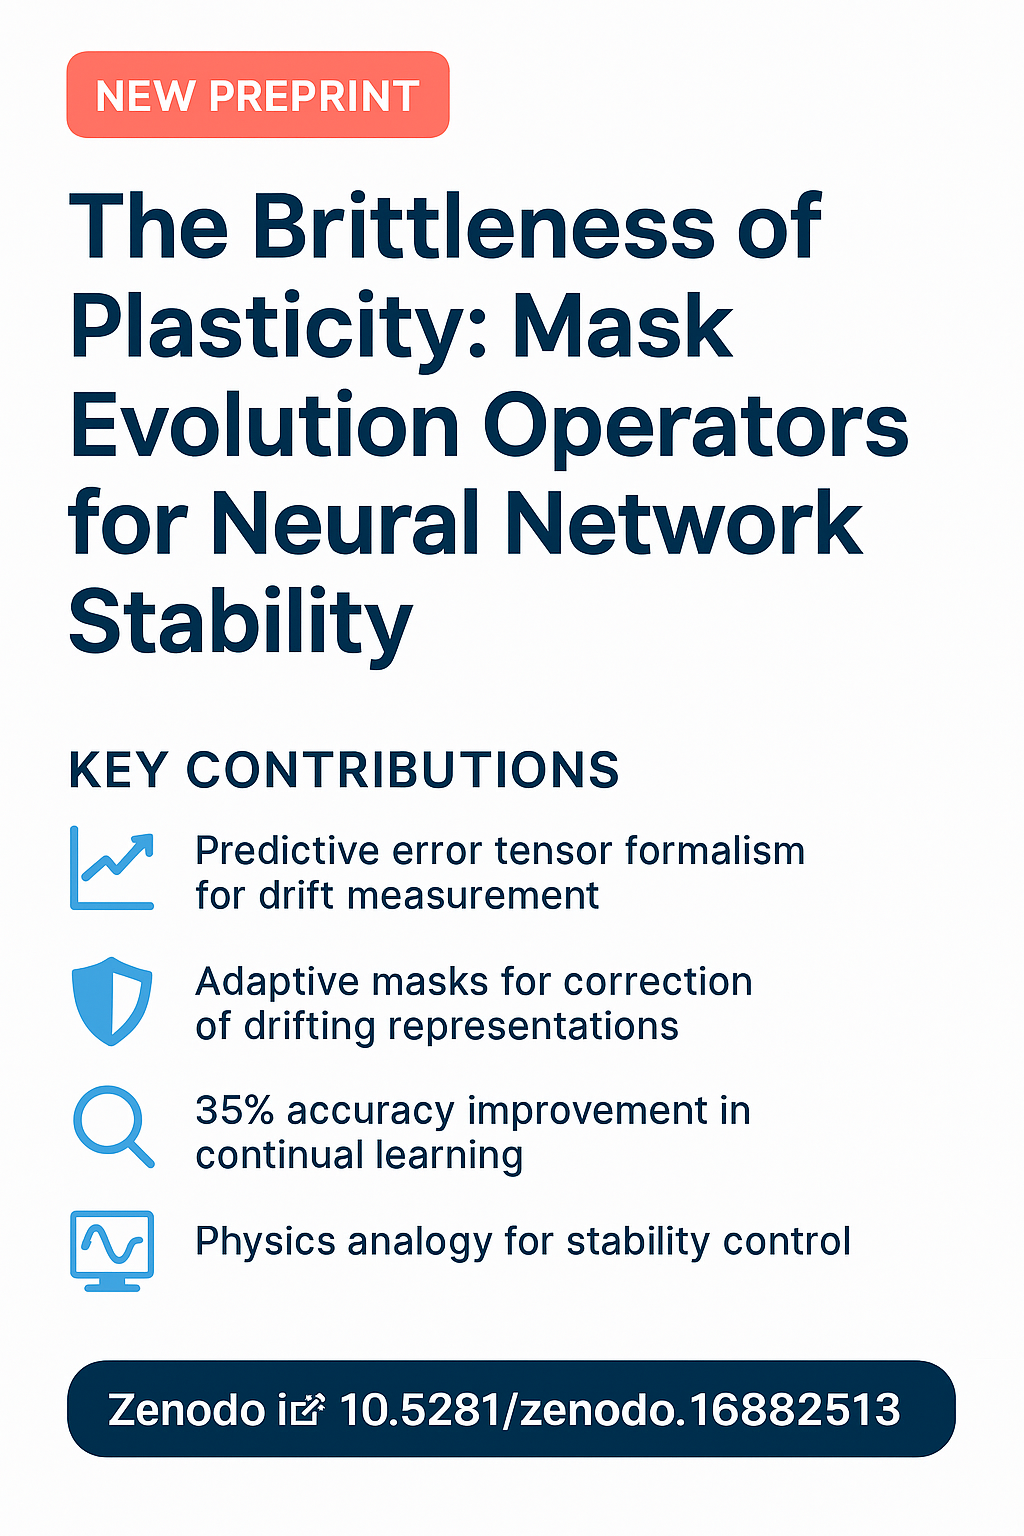 NEW PREPRINT
The Brittleness of
Plasticity: Mask
Evolution Operators
for Neural Network
Stability
KEY CONTRIBUTIONS
Predictive error tensor formalism
for drift measurement
Adaptive masks for correction
of drifting representations
35% accuracy improvement in
continual learning
Physics analogy for stability control
Zenodo i 10.5281/zenodo.16882513